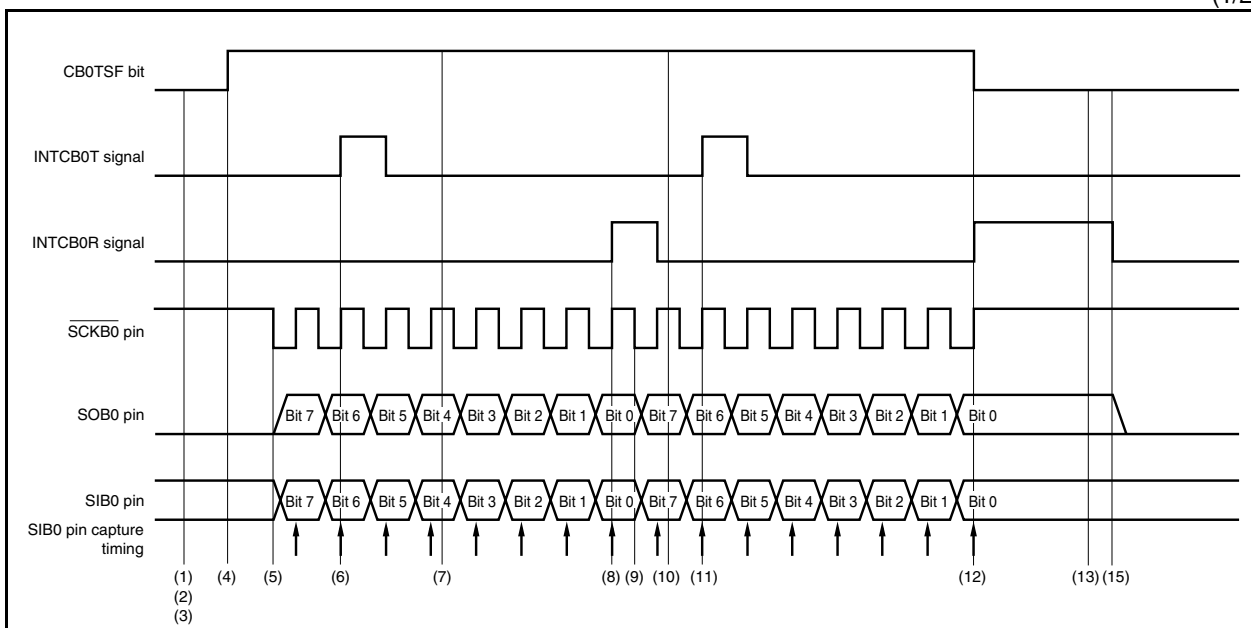 (1/2
CB0TSF bit
INTCB0T signal
INTCB0R signal
SCKB0 pin
SOB0 pin
Bit 7 Bit 6 Bit 5 Bit 4 Bit 3 Bit 2 Bit 1 Bit 0 Bit 7 Bit 6 Bit 5 Bit 4 Bit 3 Bit 2 Bit 1 Bit 0
SIB0 pin
Bit 7 Bit 6 Bit 5 Bit 4 Bit 3 Bit 2 Bit 1 Bit 0 Bit 7 Bit 6 Bit 5 Bit 4 Bit 3 Bit 2 Bit 1 Bit 0
SIB0 pin capture
timing
(1) (4) (5) (6) (7) (8) (9) (10) (11) (12) (13) (15)
(2)
(3)